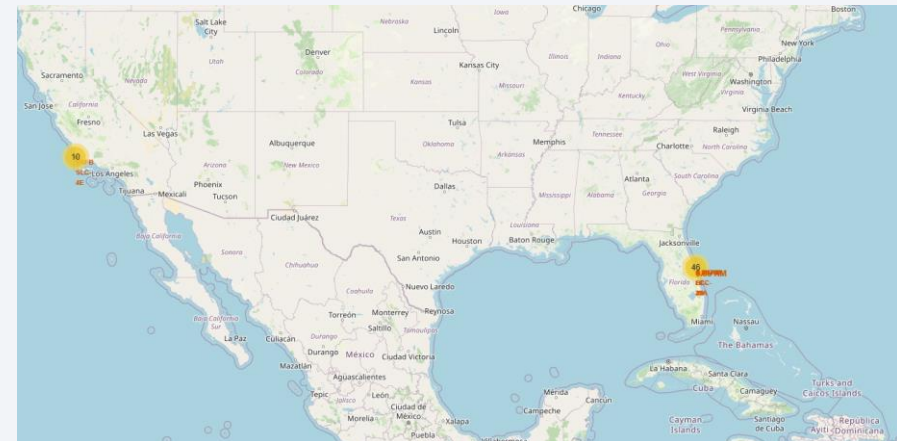 Chicago
Boston
Iowa
Nebraska
Pennsylvania
Salt Lake
City
Lincoln
New York
Nevada
Utah
Denver
Illinois
Indiana
Ohio
Philadelphia
Sacramento
Colorado
Kansas City
West Virginia
Washington
San Jose
California
Kansas
Missouri
Kentucky
Virginia
Virginia Beach
Fresno
Las Vegas
Tulsa
Tennessee
Raleigh
Albuquerque
Oklahoma
Memphis
Charlotte
North Carolina
10
Los Angeles
Arizona
New Mexico
Arkansas
4E
Phoenix
Atlanta
South Carolina
Tijuana
Mexicali
Tucson
Dallas
Mississippi
Alabama
Georgia
Ciudad Juárez
Texas
Louisiana
Baja California
Sonora
Austin
Houston
Baton Rouge
Jacksonville
Chihuahua
San Antonio
46
Coahuila
Nuevo Laredo
Florida
Baja California
Sur
Torreón
Monterrey
Reynosa
Miami
Nassau
La Paz
Culiacán
Durango
Saltillo
Tamaulipas
The Bahamas
Mazatlán
Durango
México
Ciudad Victoria
La Habana
Santa Clara
Aguascalientes
Cuba
Camagüey
Turks and
Caicos Islands
Tepic
León
Mérida
Cancún
Jalisco
Ciudad de
México
Campeche
Cayman
Islands
Santiago
de Cuba
República
Dominicana
Morelia
Xalapa
Ayiti
Puebla